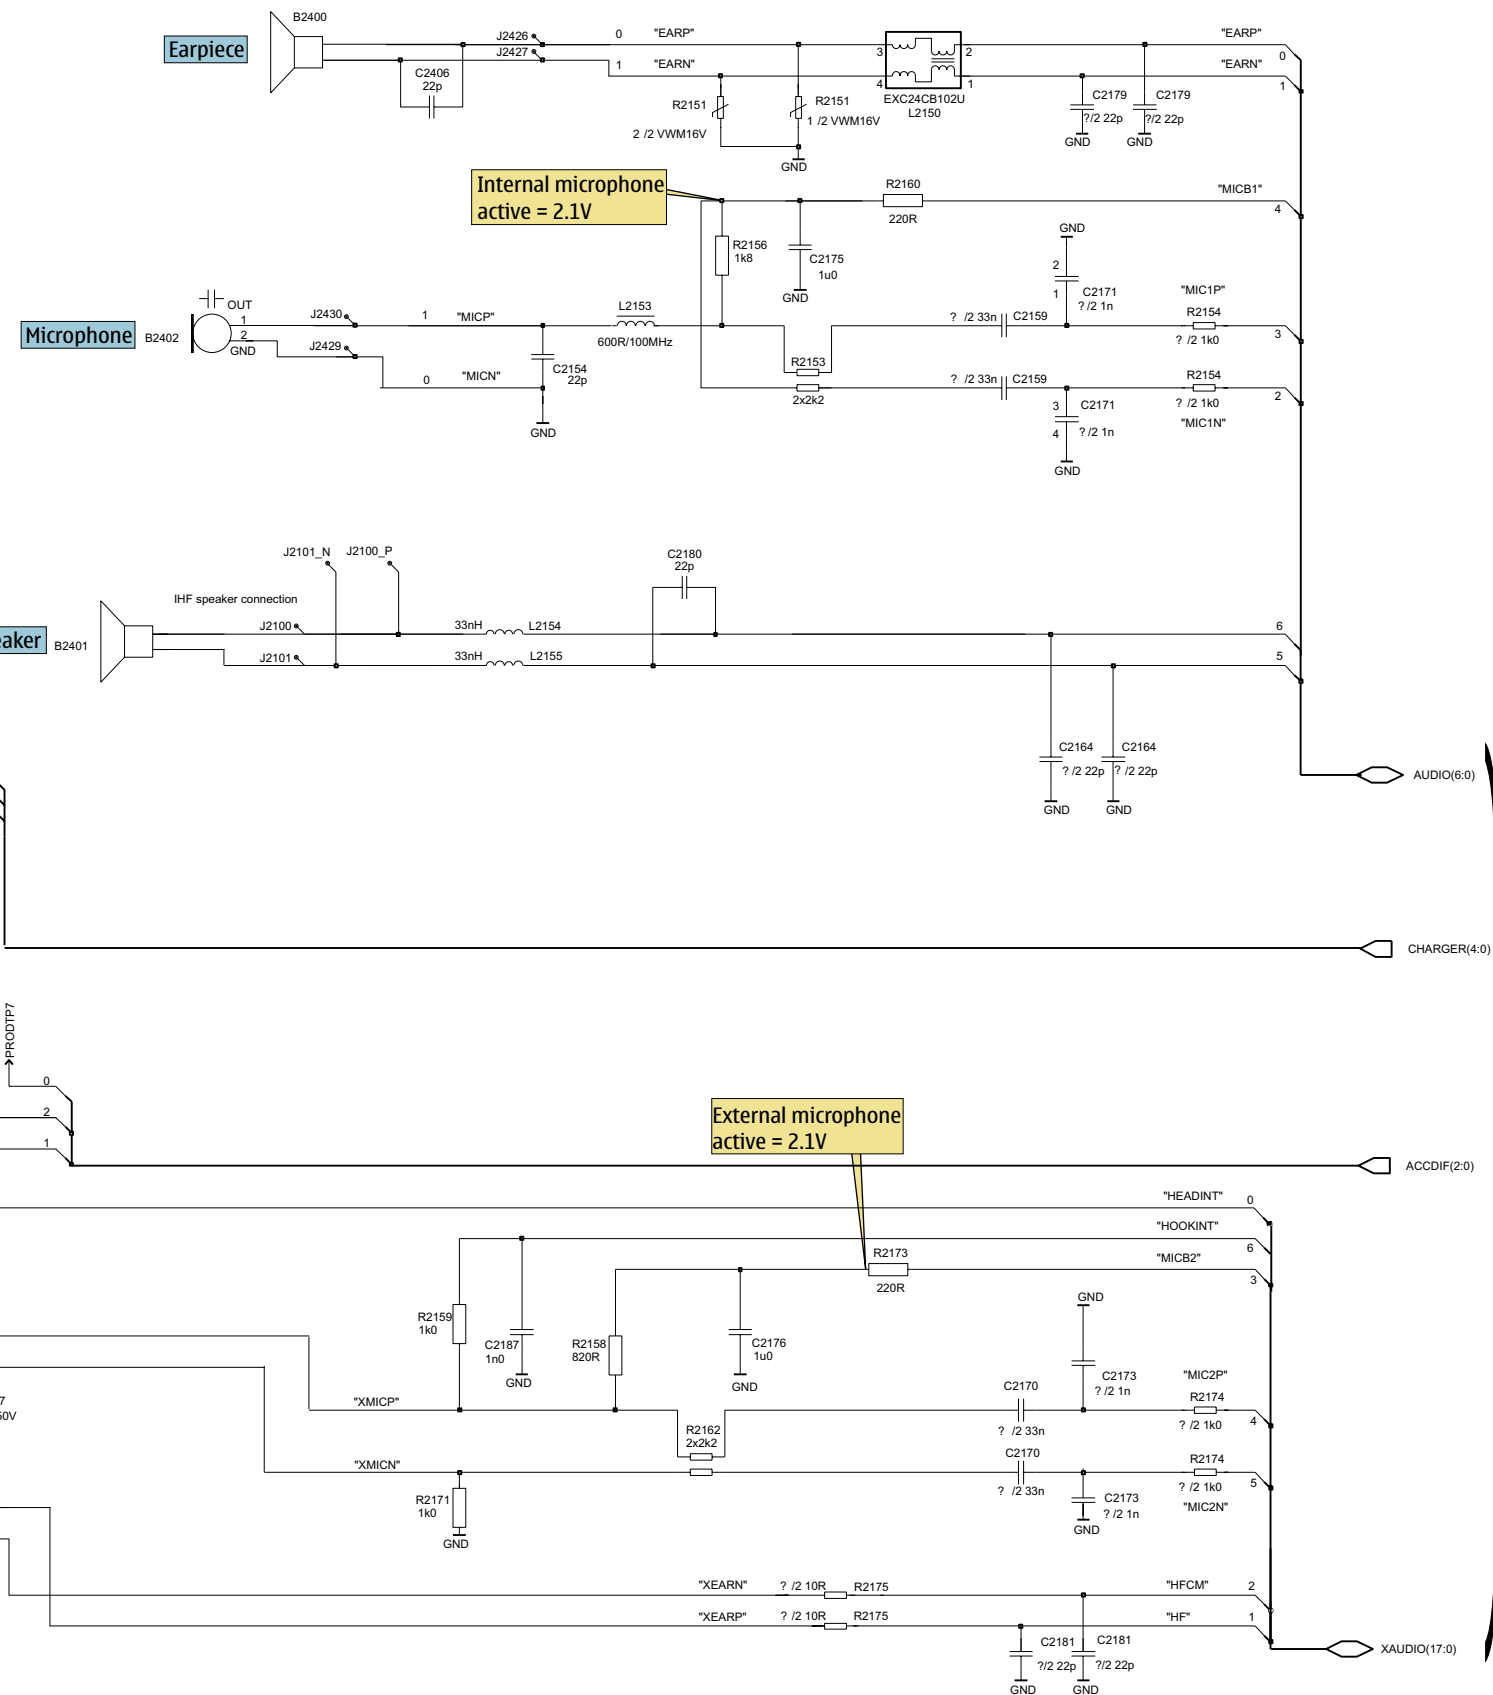 B2400
Earpiece
J2426
J2427
0 "EARP"
1 "EARN"
C2406
22p
R2151
2 /2 VWM16V
R2151
1 /2 VWM16V
GND
3 2
4 1
EXC24CB102U
L2150
"EARP"
0
"EARN"
1
C2179
?/2 22p
GND
C2179
?/2 22p
GND
Internal microphone
active = 2.1V
R2160
220R
"MICB1"
4
R2156
1k8
C2175
1u0
GND
GND
2
1
C2171
? /2 1n
"MIC1P"
R2154
? /2 1k0
3
OUT
Microphone
B2402
1
2
GND
J2430
J2429
1 "MICP"
0 "MICN"
L2153
600R/100MHz
C2154
22p
GND
R2153
2x2k2
? /2 33n C2159
? /2 33n C2159
3
4
C2171
? /2 1n
GND
R2154
? /2 1k0
"MIC1N"
2
J2101_N
J2100_P
C2180
22p
IHF speaker connection
eaker
B2401
J2100
J2101
33nH L2154
33nH L2155
6
5
C2164
? /2 22p
GND
C2164
? /2 22p
GND
AUDIO(6:0)
CHARGER(4:0)
PRODTP7
0
2
1
External microphone
active = 2.1V
ACCDIF(2:0)
"HEADINT" 0
"HOOKINT"
6
"MICB2"
3
R2173
220R
R2159
1k0
C2187
1n0
GND
R2158
820R
C2176
1u0
GND
GND
C2173
? /2 1n
"MIC2P"
R2174
? /2 1k0
4
7
50V
"XMICP"
"XMICN"
R2162
2x2k2
C2170
? /2 33n
C2170
? /2 33n
R2171
1k0
GND
C2173
? /2 1n
GND
R2174
? /2 1k0
"MIC2N"
5
"XEARN" ? /2 10R R2175
"HFCM" 2
"XEARP" ? /2 10R R2175
"HF" 1
C2181
?/2 22p
GND
C2181
?/2 22p
GND
XAUDIO(17:0)